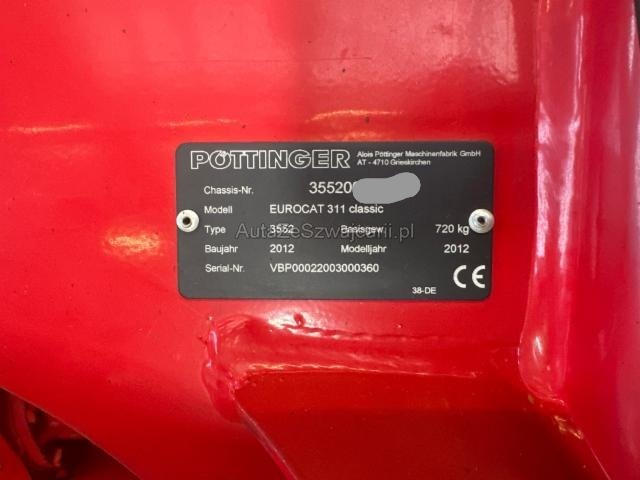 PÖTTINGER Alois Pöttinger Maschinenfabrik GmbH
AT - 4710 Grieskirchen
Chassis-Nr. 35520
Modell EUROCAT 311 classic
Type 3552 Basisgew. 720 kg
AutazeSzwajcarii.pl
Baujahr 2012 Modelljahr 2012
Serial-Nr. VBP00022003000360
CE
38-DE